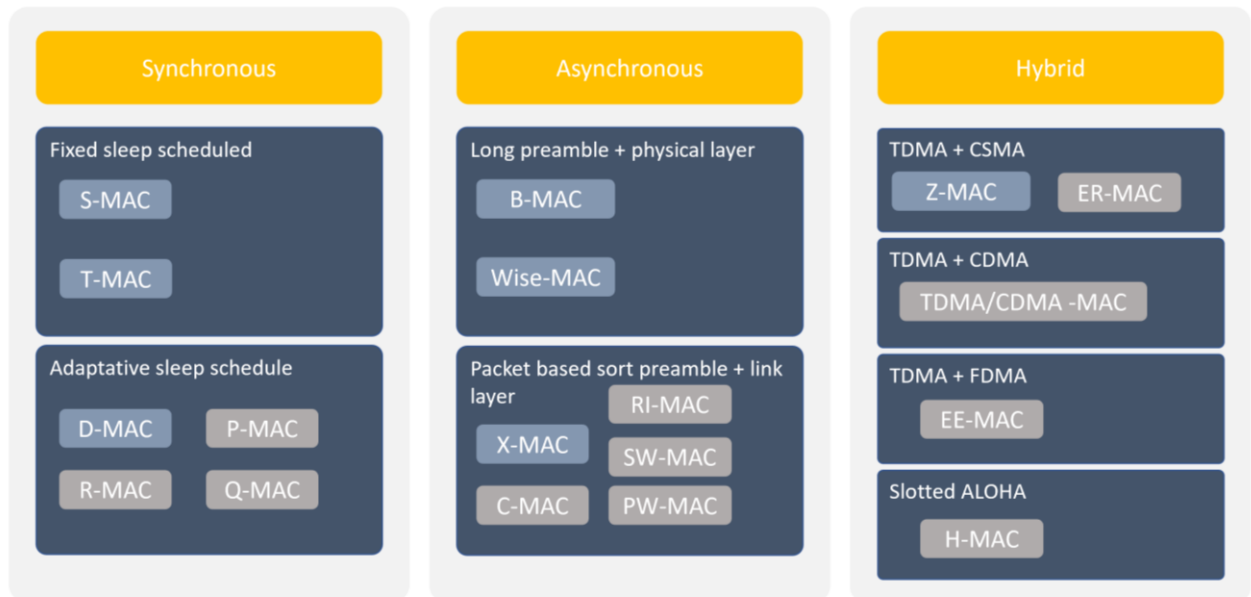 Synchronous
Fixed sleep scheduled
S-MAC
T-MAC
Adaptative sleep schedule
D-MAC
P-MAC
R-MAC
Q-MAC
Asynchronous
Long preamble + physical layer
B-MAC
Wise-MAC
Packet based sort preamble + link
layer
RI-MAC
X-MAC
SW-MAC
C-MAC
PW-MAC
Hybrid
TDMA + CSMA
Z-MAC
ER-MAC
TDMA + CDMA
TDMA/CDMA -MAC
TDMA + FDMA
EE-MAC
Slotted ALOHA
H-MAC